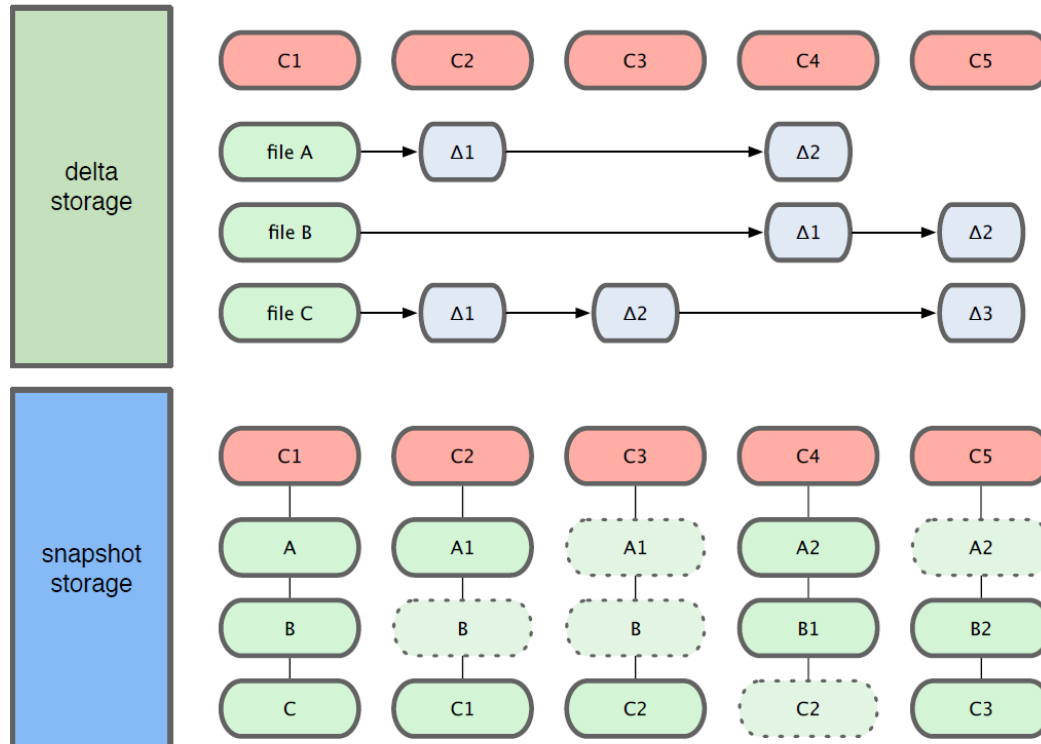 delta
storage
C1 C2 C3 C4 C5
file A Δ1 Δ2
file B Δ1 Δ2
file C Δ1 Δ2 Δ3
snapshot
storage
C1 C2 C3 C4 C5
A A1 A1 A2 A2
B B B B1 B2
C C1 C2 C2 C3